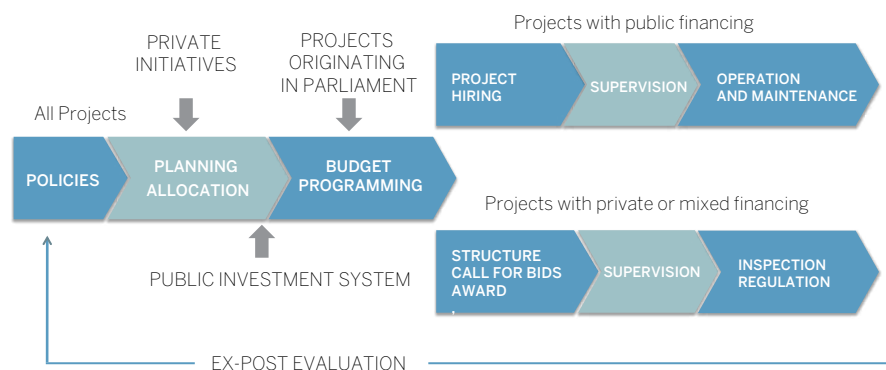 Projects with public financing
PRIVATE
INITIATIVES
PROJECTS
ORIGINATING
IN PARLIAMENT
PROJECT
HIRING
SUPERVISION
OPERATION
AND MAINTENANCE
All Projects
POLICIES
PLANNING
ALLOCATION
BUDGET
PROGRAMMING
Projects with private or mixed financing
STRUCTURE
CALL FOR BIDS
AWARD
,
SUPERVISION
INSPECTION
REGULATION
PUBLIC INVESTMENT SYSTEM
EX-POST EVALUATION